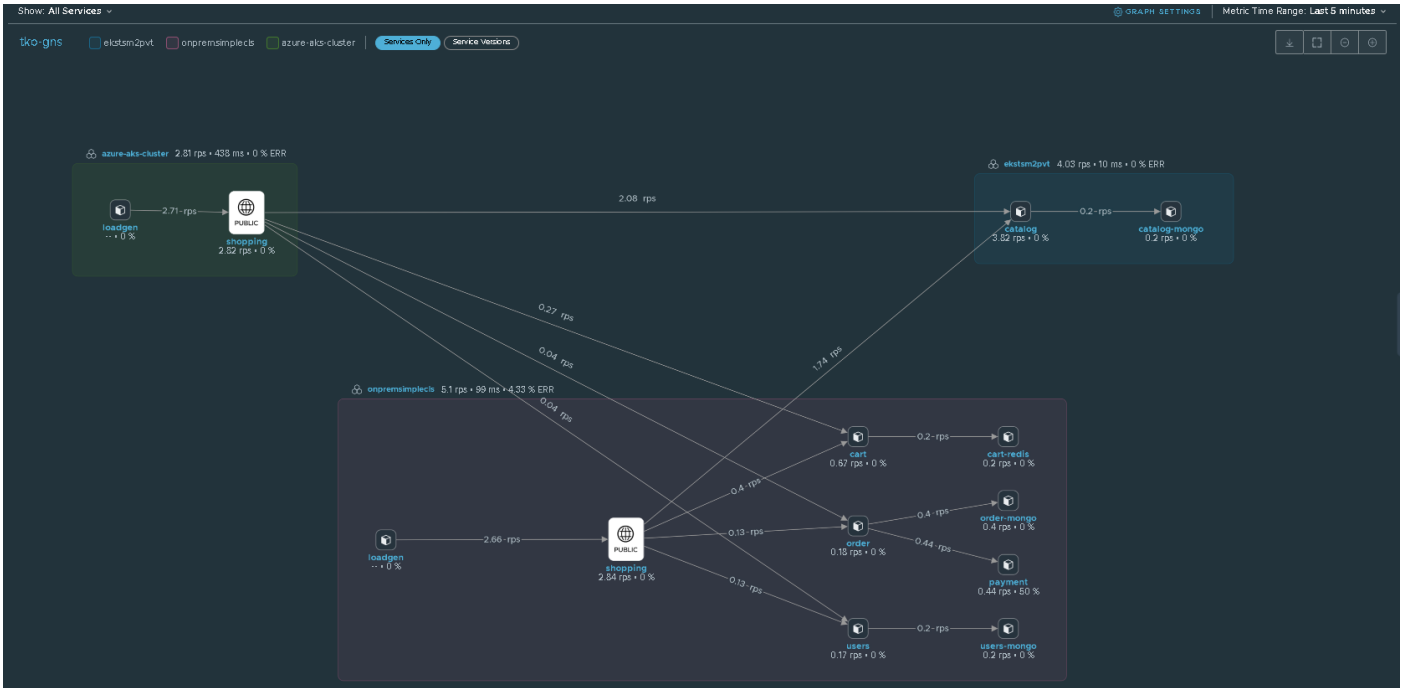 Show: All Services
GRAPH SETTINGS
Metric Time Range: Last 5 minutes
tko-gns
ekstsm2pvt
onpremsimplecls
azure-aks-cluster
Services Only
Service Versions
azure-aks-cluster 2.81 rps • 438 ms • 0 % ERR
ekstsm2pvt 4.03 rps • 10 ms • 0 % ERR
2.08 rps
2.71 rps
PUBLIC
0.2 rps
loadgen
-- • 0 %
shopping
2.82 rps • 0 %
catalog
3.82 rps • 0 %
catalog-mongo
0.2 rps • 0 %
0.27 rps
0.04 rps
1.74 rps
onpremsimplecls 5.1 rps • 99 ms • 4.33 % ERR
0.04 rps
0.2 rps
cart
0.67 rps • 0 %
cart-redis
0.2 rps • 0 %
0.4 rps
0.4 rps
order-mongo
0.4 rps • 0 %
0.13 rps
2.66 rps
PUBLIC
order
0.18 rps • 0 %
0.44 rps
loadgen
-- • 0 %
shopping
2.84 rps • 0 %
0.13 rps
payment
0.44 rps • 50 %
0.2 rps
users
0.17 rps • 0 %
users-mongo
0.2 rps • 0 %